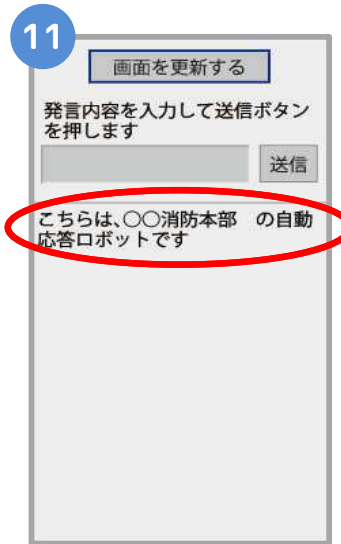 11
画面を更新する
発言内容を入力して送信ボタン
を押します
送信
こちらは、〇〇消防本部　の自動
応答ロボットです